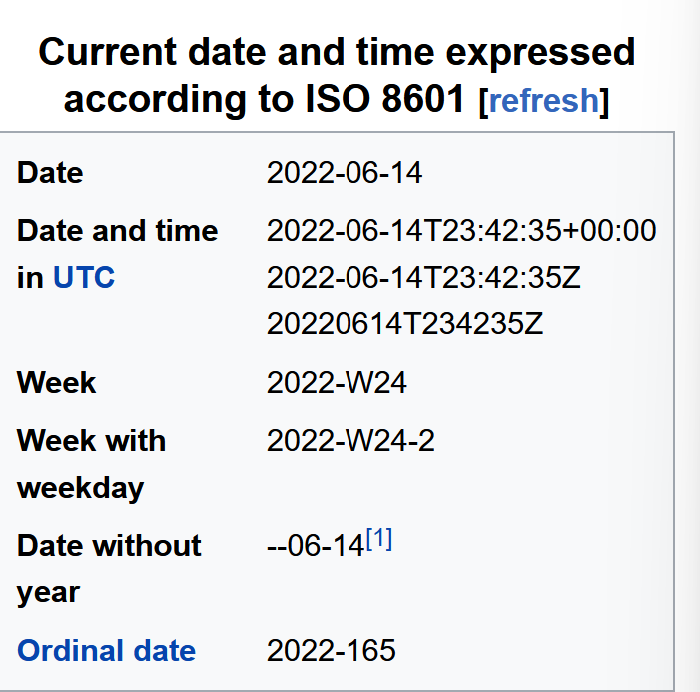 Current date and time expressed
according to ISO 8601 [refresh]
Date 2022-06-14
Date and time 2022-06-14T23:42:35+00:00
in UTC 2022-06-14T23:42:35Z
20220614T234235Z
Week 2022-W24
Week with 2022-W24-2
weekday
Date without --06-14[1]
year
Ordinal date 2022-165